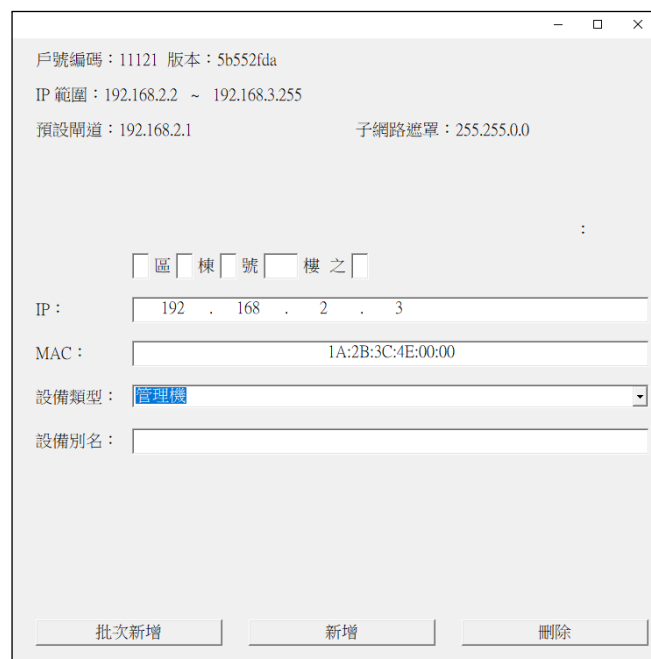 戶號編碼：11121 版本：5b552fda
IP 範圍：192.168.2.2 ~ 192.168.3.255
預設閘道：192.168.2.1 子網路遮罩：255.255.0.0
：
區 棟 號 樓 之
IP： 192 . 168 . 2 . 3
MAC： 1A:2B:3C:4E:00:00
設備類型： 管理機
設備別名：
批次新增 新增 刪除